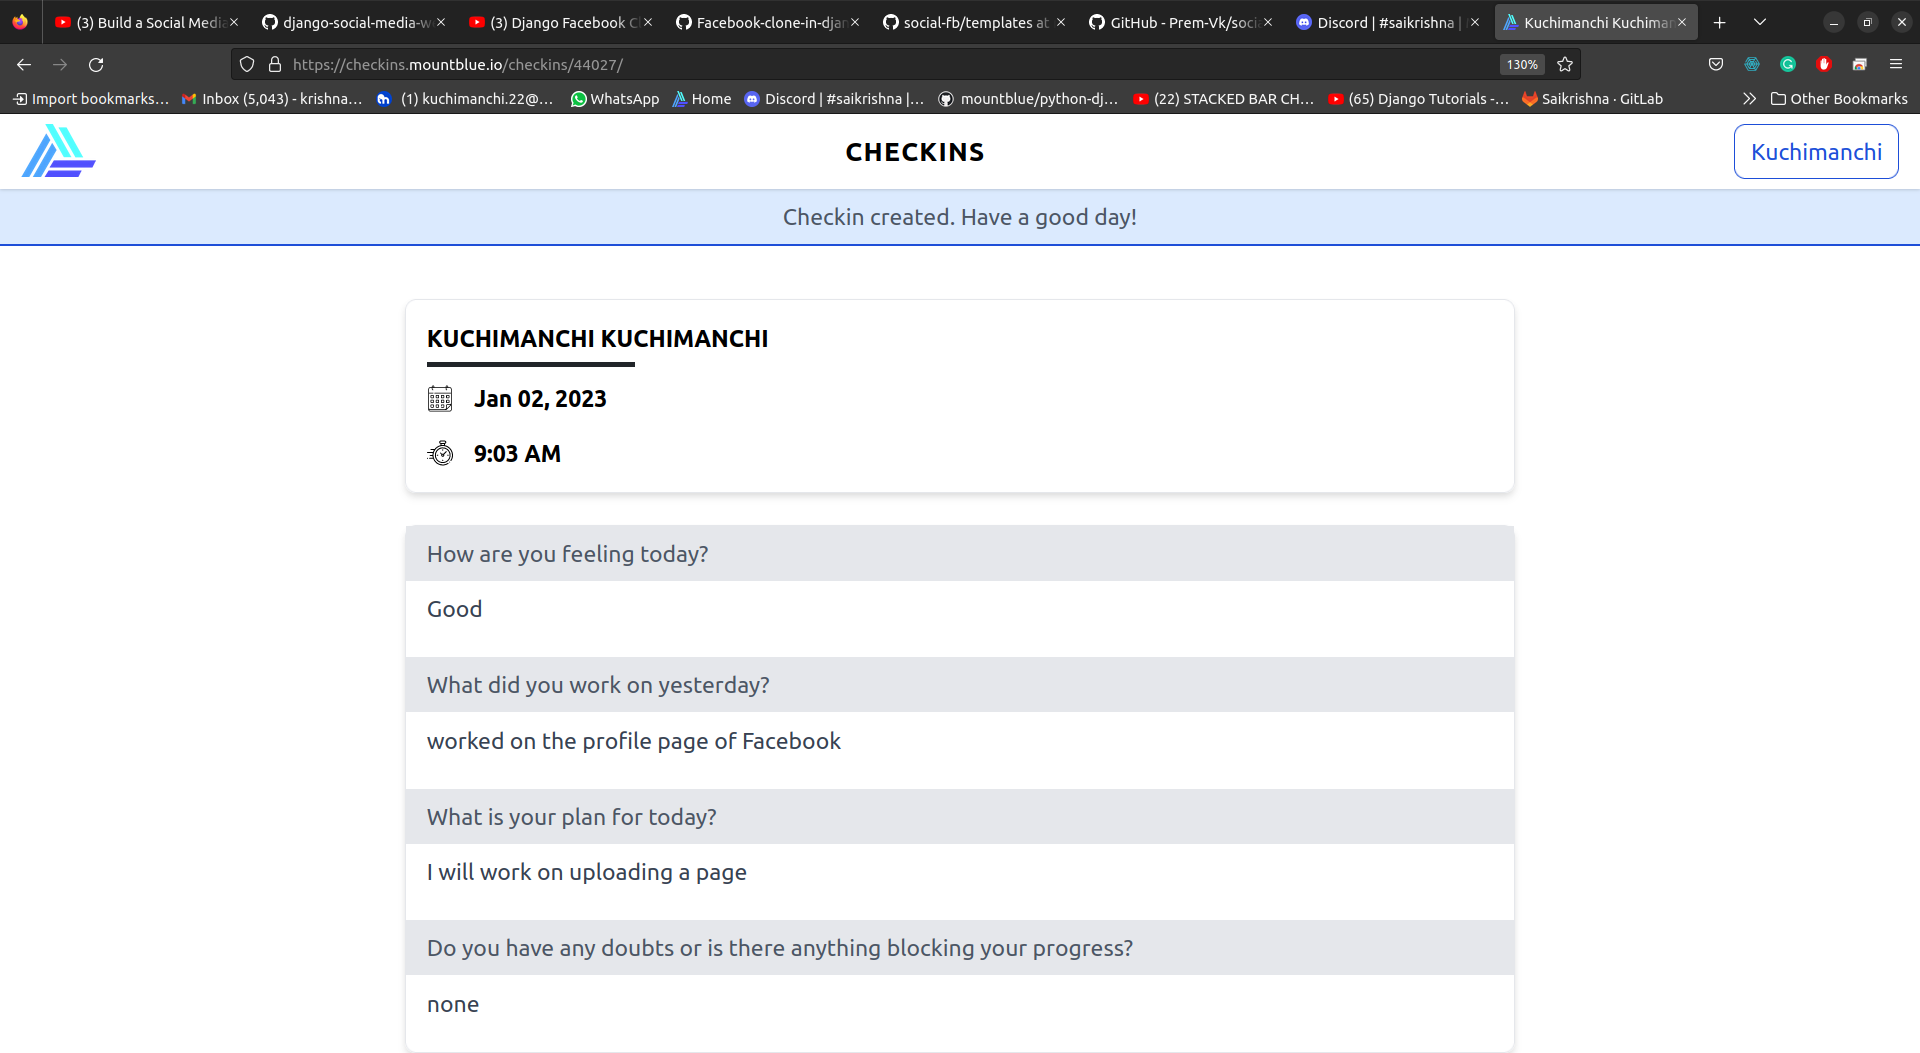 (3) Build a Social Media
django-social-media-w
(3) Django Facebook C
Facebook-clone-in-djan
social-fb/templates at
GitHub - Prem-Vk/soci
Discord | #saikrishna |
Kuchimanchi Kuchiman
https://checkins.mountblue.io/checkins/44027/
130%
Import bookmarks...
Inbox (5,043) - krishna...
(1) kuchimanchi.22@...
WhatsApp
Home
Discord | #saikrishna |...
mountblue/python-dj...
(22) STACKED BAR CH...
(65) Django Tutorials -...
Saikrishna · GitLab
Other Bookmarks
CHECKINS
Kuchimanchi
Checkin created. Have a good day!
KUCHIMANCHI KUCHIMANCHI
Jan 02, 2023
9:03 AM
How are you feeling today?
Good
What did you work on yesterday?
worked on the profile page of Facebook
What is your plan for today?
I will work on uploading a page
Do you have any doubts or is there anything blocking your progress?
none